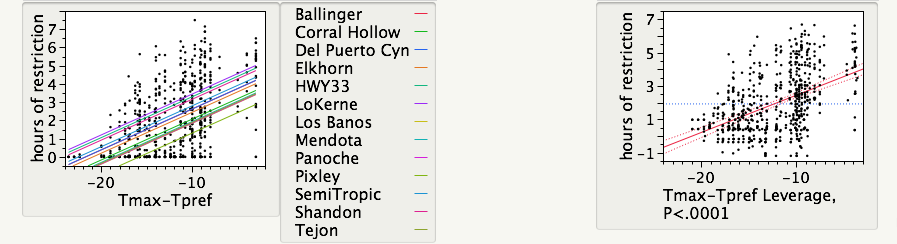 hours of restriction
7
6
5
4
3
2
1
0
-20
-10
Tmax-Tpref
Ballinger
Corral Hollow
Del Puerto Cyn
Elkhorn
HWY33
LoKerne
Los Banos
Mendota
Panoche
Pixley
SemiTropic
Shandon
Tejon
hours of restriction
7
5
3
1
-1
-20
-10
Tmax-Tpref Leverage,
P<.0001